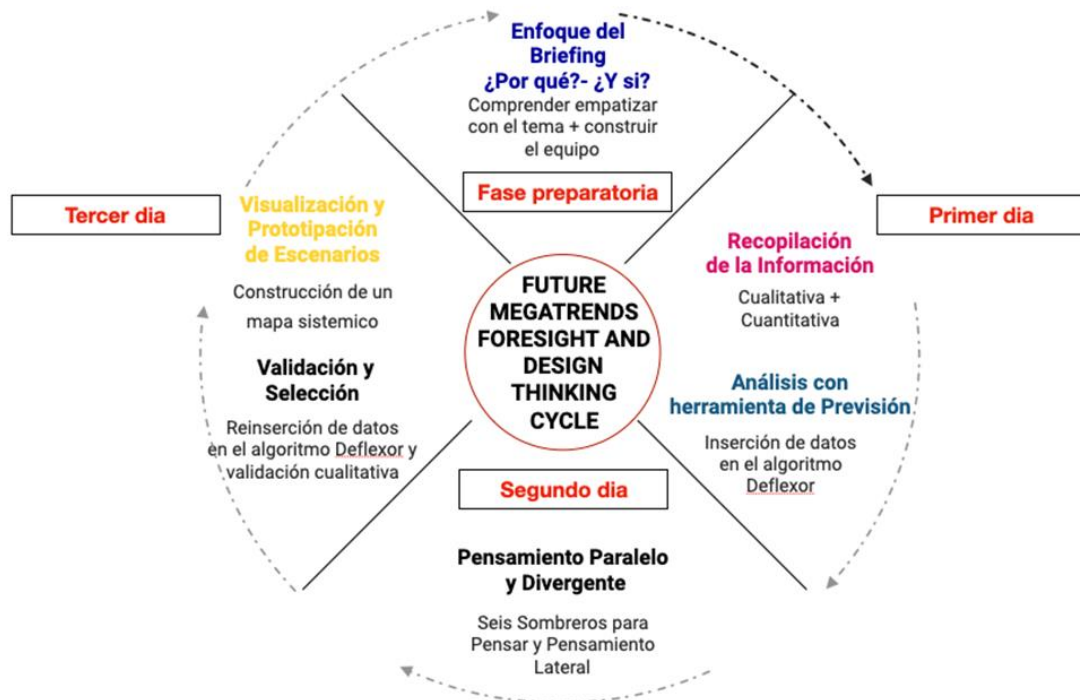 Enfoque del
Briefing
¿Por qué?- ¿Y si?
Comprender empatizar
con el tema + construir
el equipo
Fase preparatoria
Primer dia
Recopilación
de la Información
Cualitativa +
Cuantitativa
Análisis con
herramienta de Previsión
Inserción de datos
en el algoritmo
Deflexor
Segundo dia
Pensamiento Paralelo
y Divergente
Seis Sombreros para
Pensar y Pensamiento
Lateral
Tercer dia
Visualización y
Prototipación
de Escenarios
Construcción de un
mapa sistemico
Validación y
Selección
Reinserción de datos
en el algoritmo Deflexor y
validación cualitativa
FUTURE
MEGATRENDS
FORESIGHT AND
DESIGN
THINKING
CYCLE